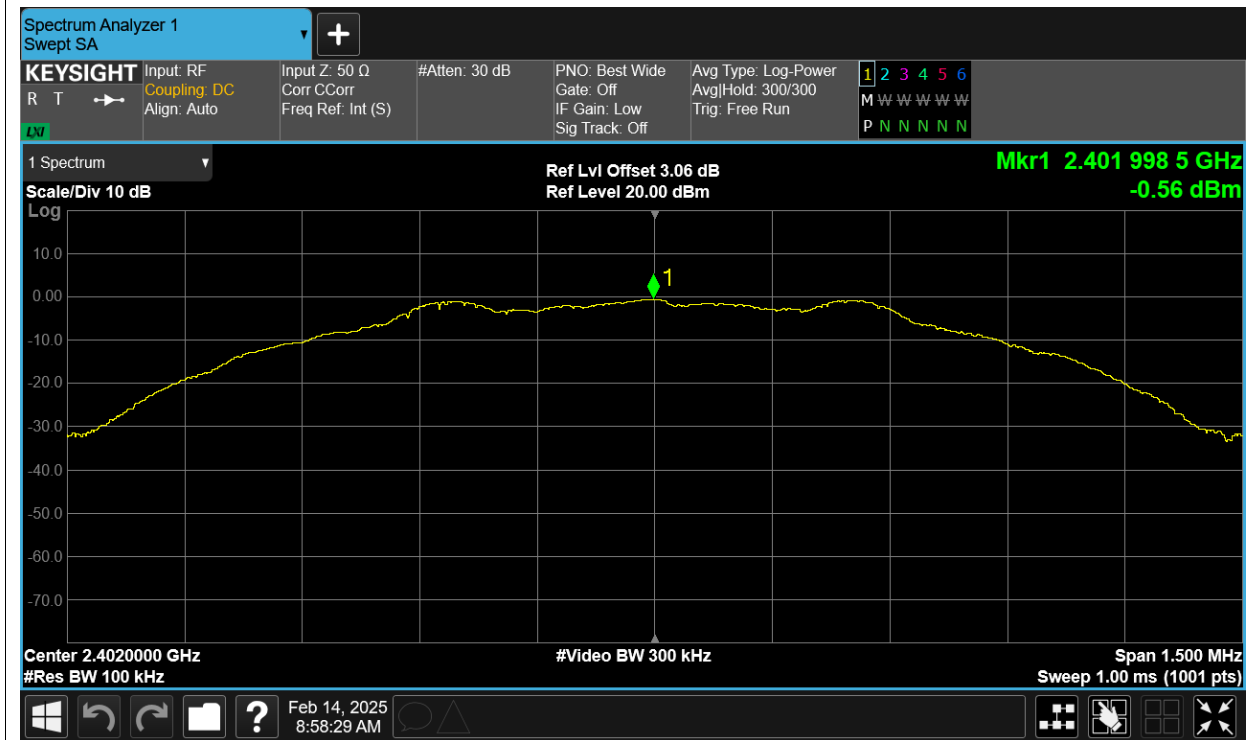 Spectrum Analyzer 1
Swept SA
KEYSIGHT
R T
LXI
Input: RF
Coupling: DC
Align: Auto
Input Z: 50 Ω
Corr CCorr
Freq Ref: Int (S)
#Atten: 30 dB
PNO: Best Wide
Gate: Off
IF Gain: Low
Sig Track: Off
Avg Type: Log-Power
Avg|Hold: 300/300
Trig: Free Run
1 2 3 4 5 6
M W W W W W
P N N N N N
1 Spectrum
Scale/Div 10 dB
Ref Lvl Offset 3.06 dB
Ref Level 20.00 dBm
Mkr1 2.401 998 5 GHz
-0.56 dBm
Log
10.0
0.00
-10.0
-20.0
-30.0
-40.0
-50.0
-60.0
-70.0
1
Center 2.4020000 GHz
#Res BW 100 kHz
#Video BW 300 kHz
Span 1.500 MHz
Sweep 1.00 ms (1001 pts)
?
Feb 14, 2025
8:58:29 AM